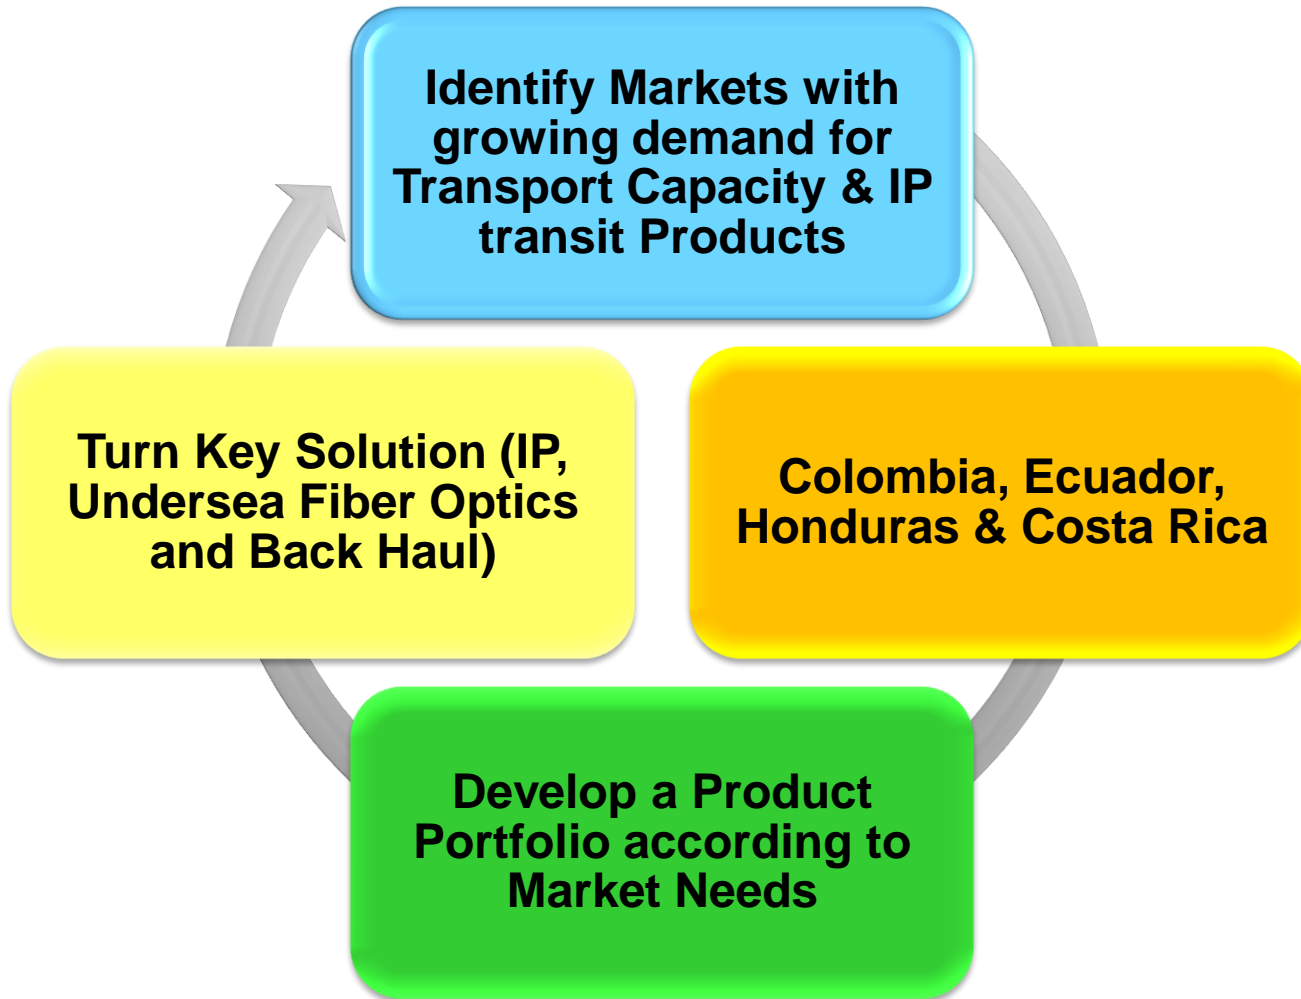 Identify Markets with
growing demand for
Transport Capacity & IP
transit Products
Colombia, Ecuador,
Honduras & Costa Rica
Develop a Product
Portfolio according to
Market Needs
Turn Key Solution (IP,
Undersea Fiber Optics
and Back Haul)